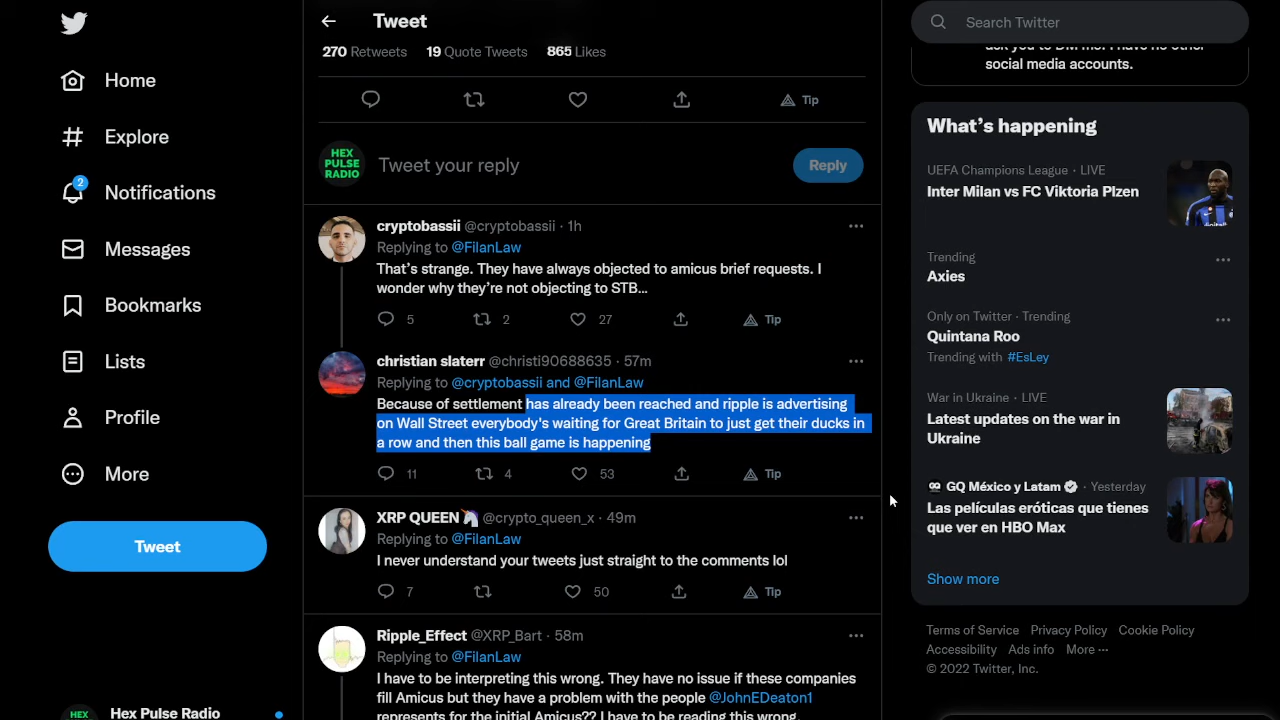 Home
Explore
2
Notifications
Messages
Bookmarks
Lists
Profile
More
Tweet
Hex Pulse Radio
Tweet
270 Retweets 19 Quote Tweets 865 Likes
Tip
HEX
PULSE
RADIO
Tweet your reply
Reply
cryptobassii @cryptobassii · 1h
Replying to @FilanLaw
That's strange. They have always objected to amicus brief requests. I
wonder why they're not objecting to STB...
5 2 27 Tip
christian slaterr @christi90688635 · 57m
Replying to @cryptobassii and @FilanLaw
Because of settlement has already been reached and ripple is advertising
on Wall Street everybody's waiting for Great Britain to just get their ducks in
a row and then this ball game is happening
11 4 53 Tip
XRP QUEEN🦄 @crypto_queen_x · 49m
Replying to @FilanLaw
I never understand your tweets just straight to the comments lol
7 50 Tip
Ripple_Effect @XRP_Bart · 58m
Replying to @FilanLaw
I have to be interpreting this wrong. They have no issue if these companies
fill Amicus but they have a problem with the people @JohnEDeaton1
represents for the initial Amicus?? I have to be reading this wrong.
Search Twitter
ask you to DM me. I have no other
social media accounts.
What's happening
UEFA Champions League · LIVE
Inter Milan vs FC Viktoria Plzen
Trending
Axies
Only on Twitter · Trending
Quintana Roo
Trending with #EsLey
War in Ukraine · LIVE
Latest updates on the war in
Ukraine
GQ México y Latam · Yesterday
Las películas eróticas que tienes
que ver en HBO Max
Show more
Terms of Service Privacy Policy Cookie Policy
Accessibility Ads info More ···
© 2022 Twitter, Inc.